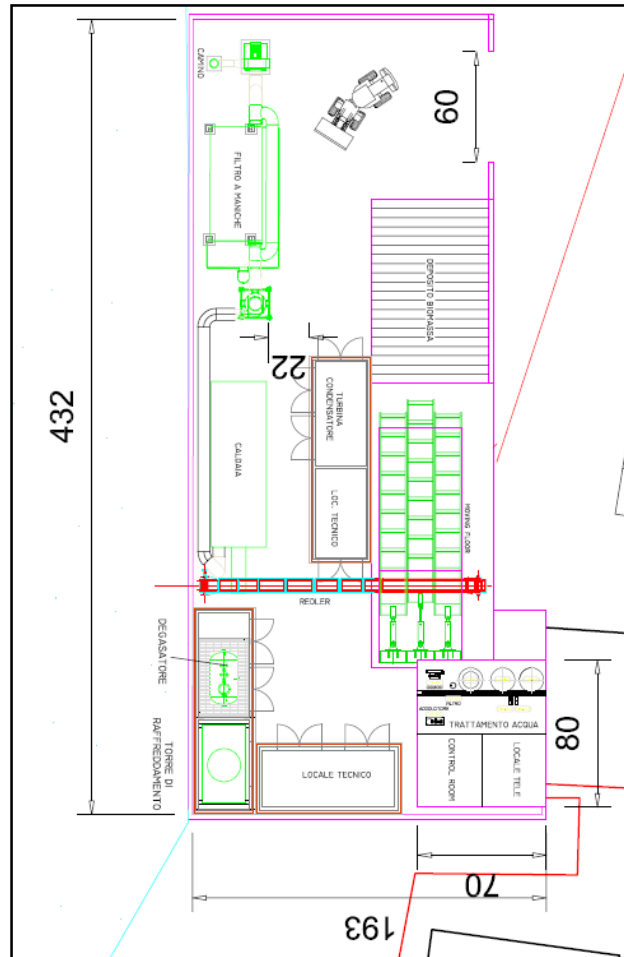 CAMINO
60
FILTRO A MANICHE
DEPOSITO BIOMASSA
22
TURBINA
CONDENSATORE
432
CALDAIA
LOC. TECNICO
MOVING FLOOR
REDLER
DEGASATORE
FILTRO
ADDOLCITORE
TRATTAMENTO ACQUA
80
TORRE DI
RAFFREDDAMENTO
LOCALE TECNICO
CONTROL ROOM
LOCALE TELE
70
193